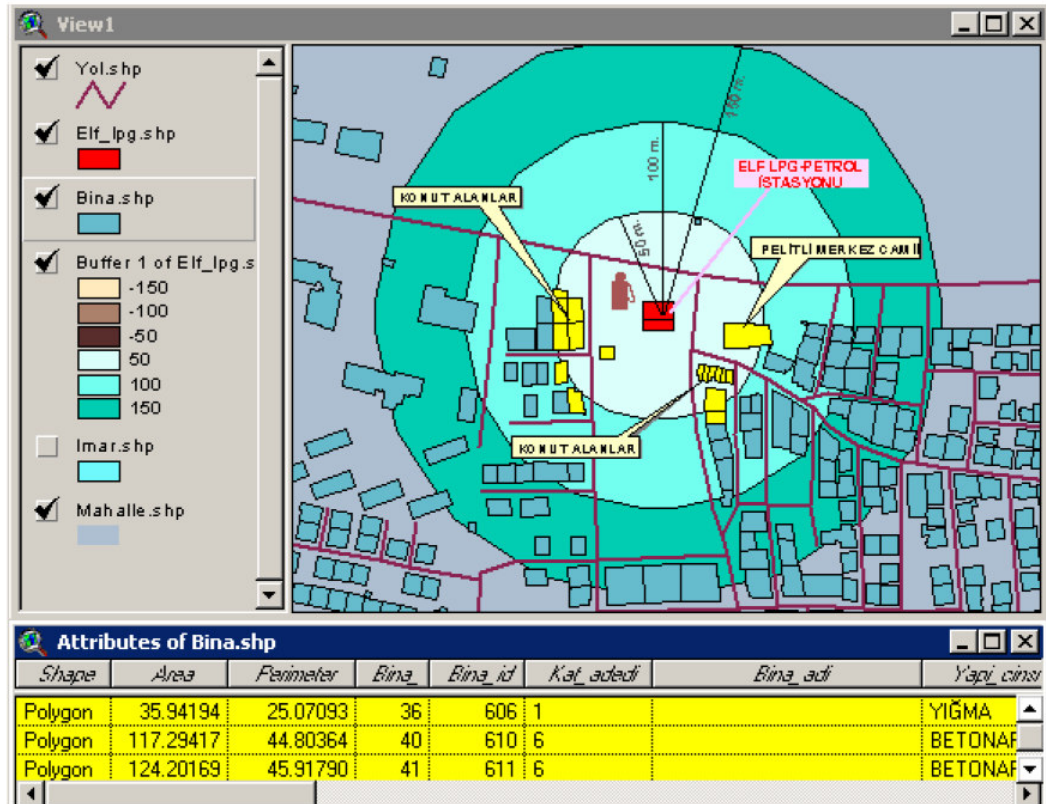 View1
Yol.shp
Elf_lpg.shp
Bina.shp
Buffer 1 of Elf_lpg.s
-150
-100
-50
50
100
150
Imar.shp
Mahalle.shp
150 m.
100 m.
50 m.
ELF LPG-PETROL
İSTASYONU
KONUT ALANLAR
PELİTLİ MERKEZ CAMİİ
KONUT ALANLAR
Attributes of Bina.shp
Shape Area Perimeter Bina_ Bina_id Kat_adedi Bina_adi Yapi_cinsi
Polygon 35.94194 25.07093 36 606 1 YIĞMA
Polygon 117.29417 44.80364 40 610 6 BETONAF
Polygon 124.20169 45.91790 41 611 6 BETONAF